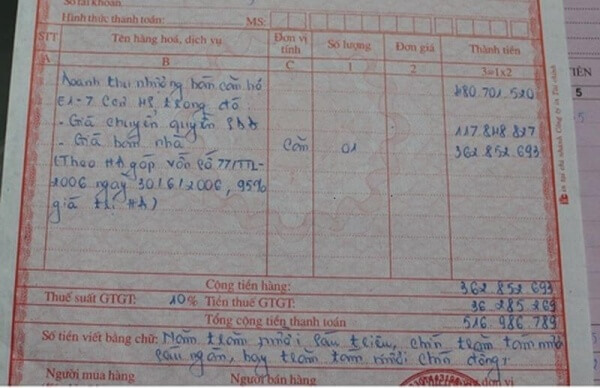 Số tài khoản:
Hình thức thanh toán: MS:
STT Tên hàng hoá, dịch vụ Đơn vị tính Số lượng Đơn giá Thành tiền
A B C 1 2 3=1x2
Doanh thu nhượng bán căn hộ 480.701.520
E1-7 trong đó:
- Giá chuyển quyền 117.848.827
- Giá bán nhà Căn 01 362.852.693
(Theo HĐ góp vốn số 77/TTL-
2006 ngày 30/6/2006, 95%
giá trị HĐ)
Cộng tiền hàng: 362 852 693
Thuế suất GTGT: 10% Tiền thuế GTGT: 36 285 269
Tổng cộng tiền thanh toán 516 986 789
Số tiền viết bằng chữ: Năm trăm mười sáu triệu, chín trăm tám mươi
sáu ngàn, bảy trăm tám mươi chín đồng
Người mua hàng Người bán hàng
TIỀN
5